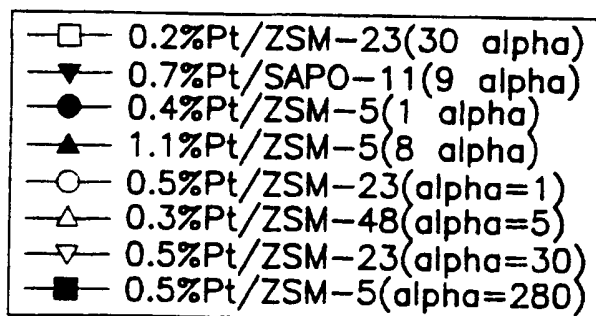 0.2%Pt/ZSM-23(30 alpha)
0.7%Pt/SAPO-11(9 alpha)
0.4%Pt/ZSM-5(1 alpha)
1.1%Pt/ZSM-5(8 alpha)
0.5%Pt/ZSM-23(alpha=1)
0.3%Pt/ZSM-48(alpha=5)
0.5%Pt/ZSM-23(alpha=30)
0.5%Pt/ZSM-5(alpha=280)